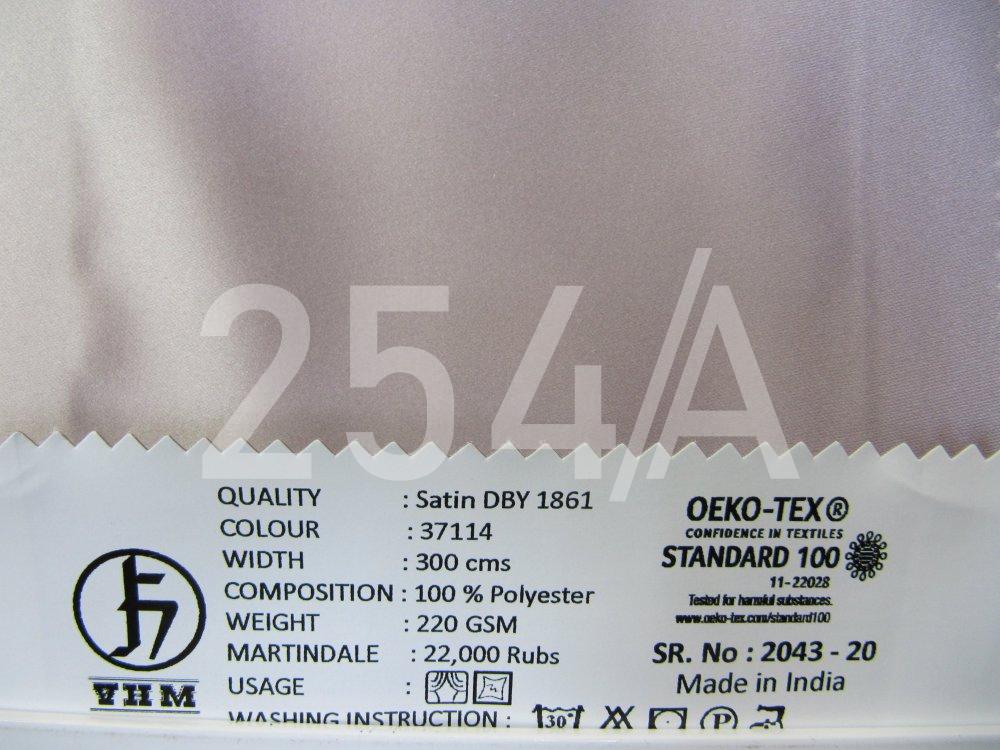 254/A
QUALITY : Satin DBY 1861
COLOUR : 37114
WIDTH : 300 cms
COMPOSITION : 100 % Polyester
WEIGHT : 220 GSM
MARTINDALE : 22,000 Rubs
USAGE :
WASHING INSTRUCTION : 30° P
VHM
OEKO-TEX®
CONFIDENCE IN TEXTILES
STANDARD 100
11-22028
Tested for harmful substances.
www.oeko-tex.com/standard100
SR. No : 2043 - 20
Made in India